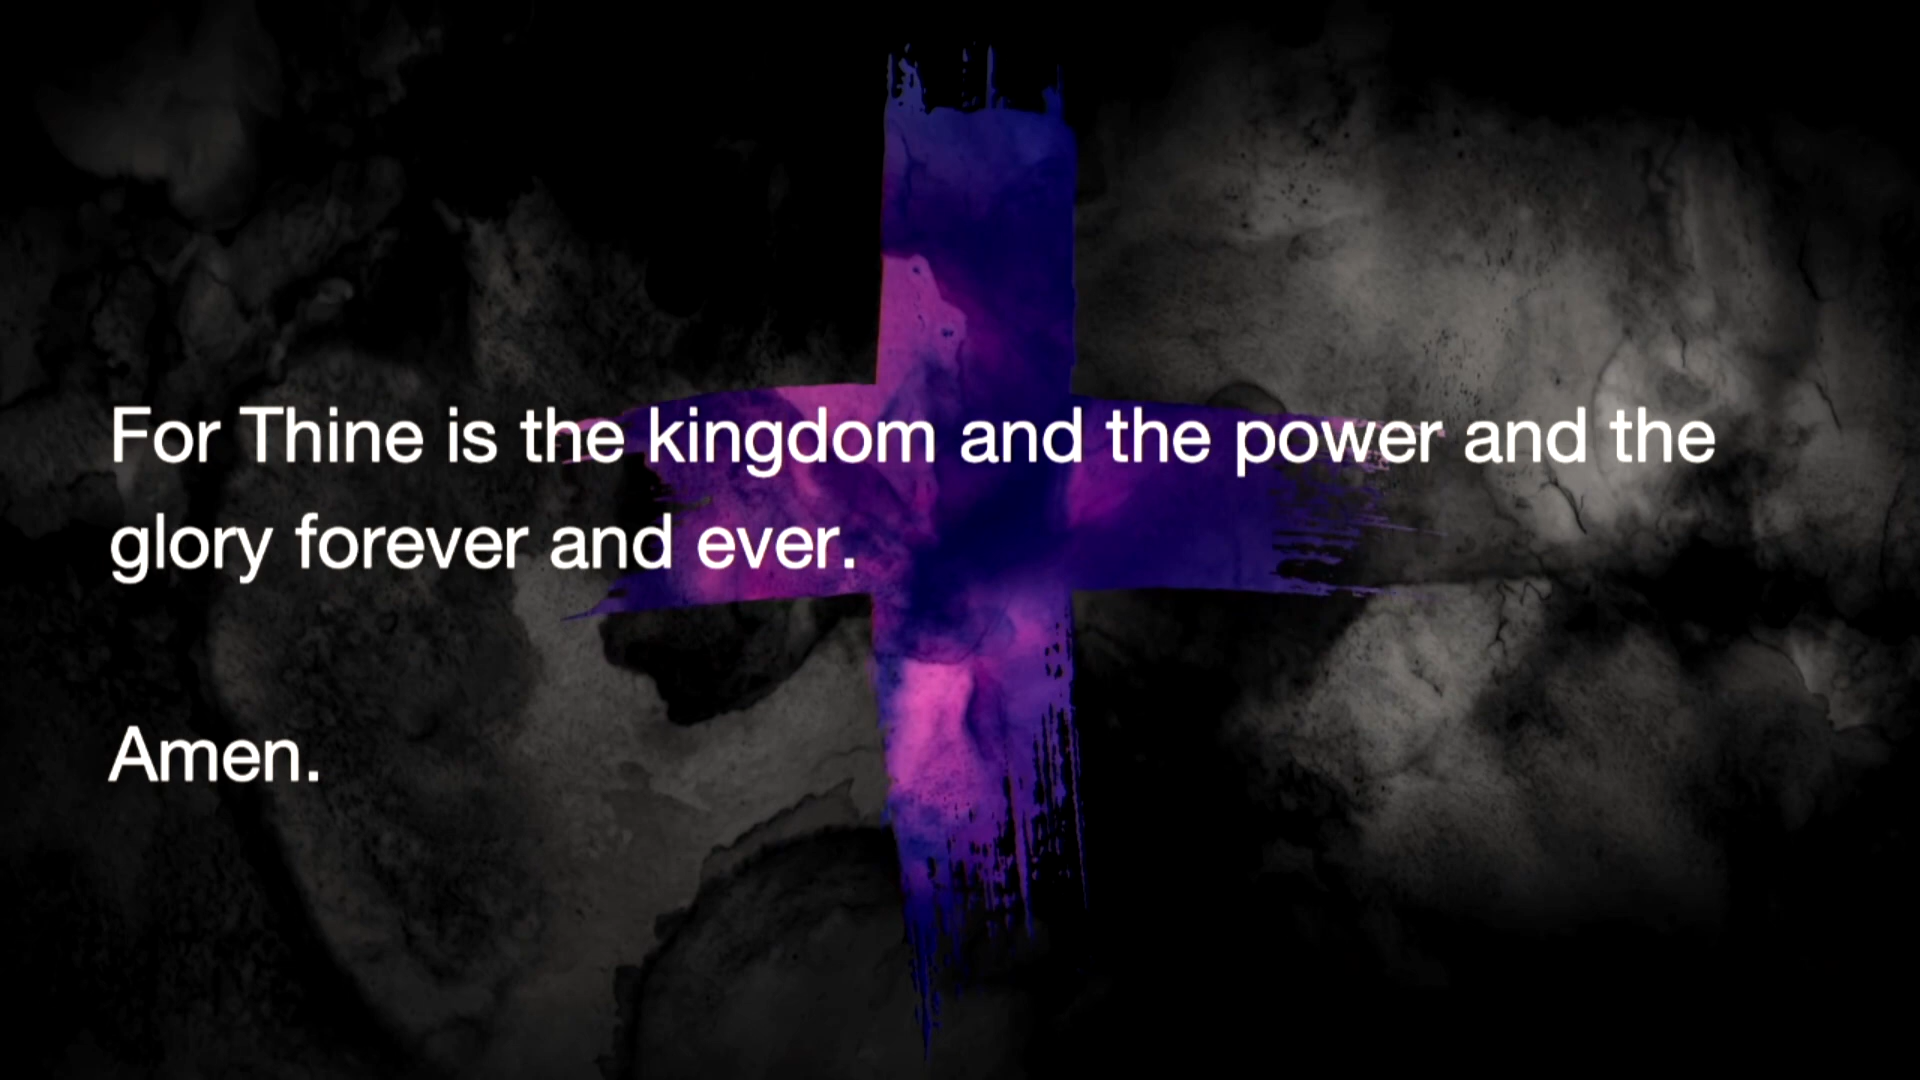 For Thine is the kingdom and the power and the
glory forever and ever.
Amen.